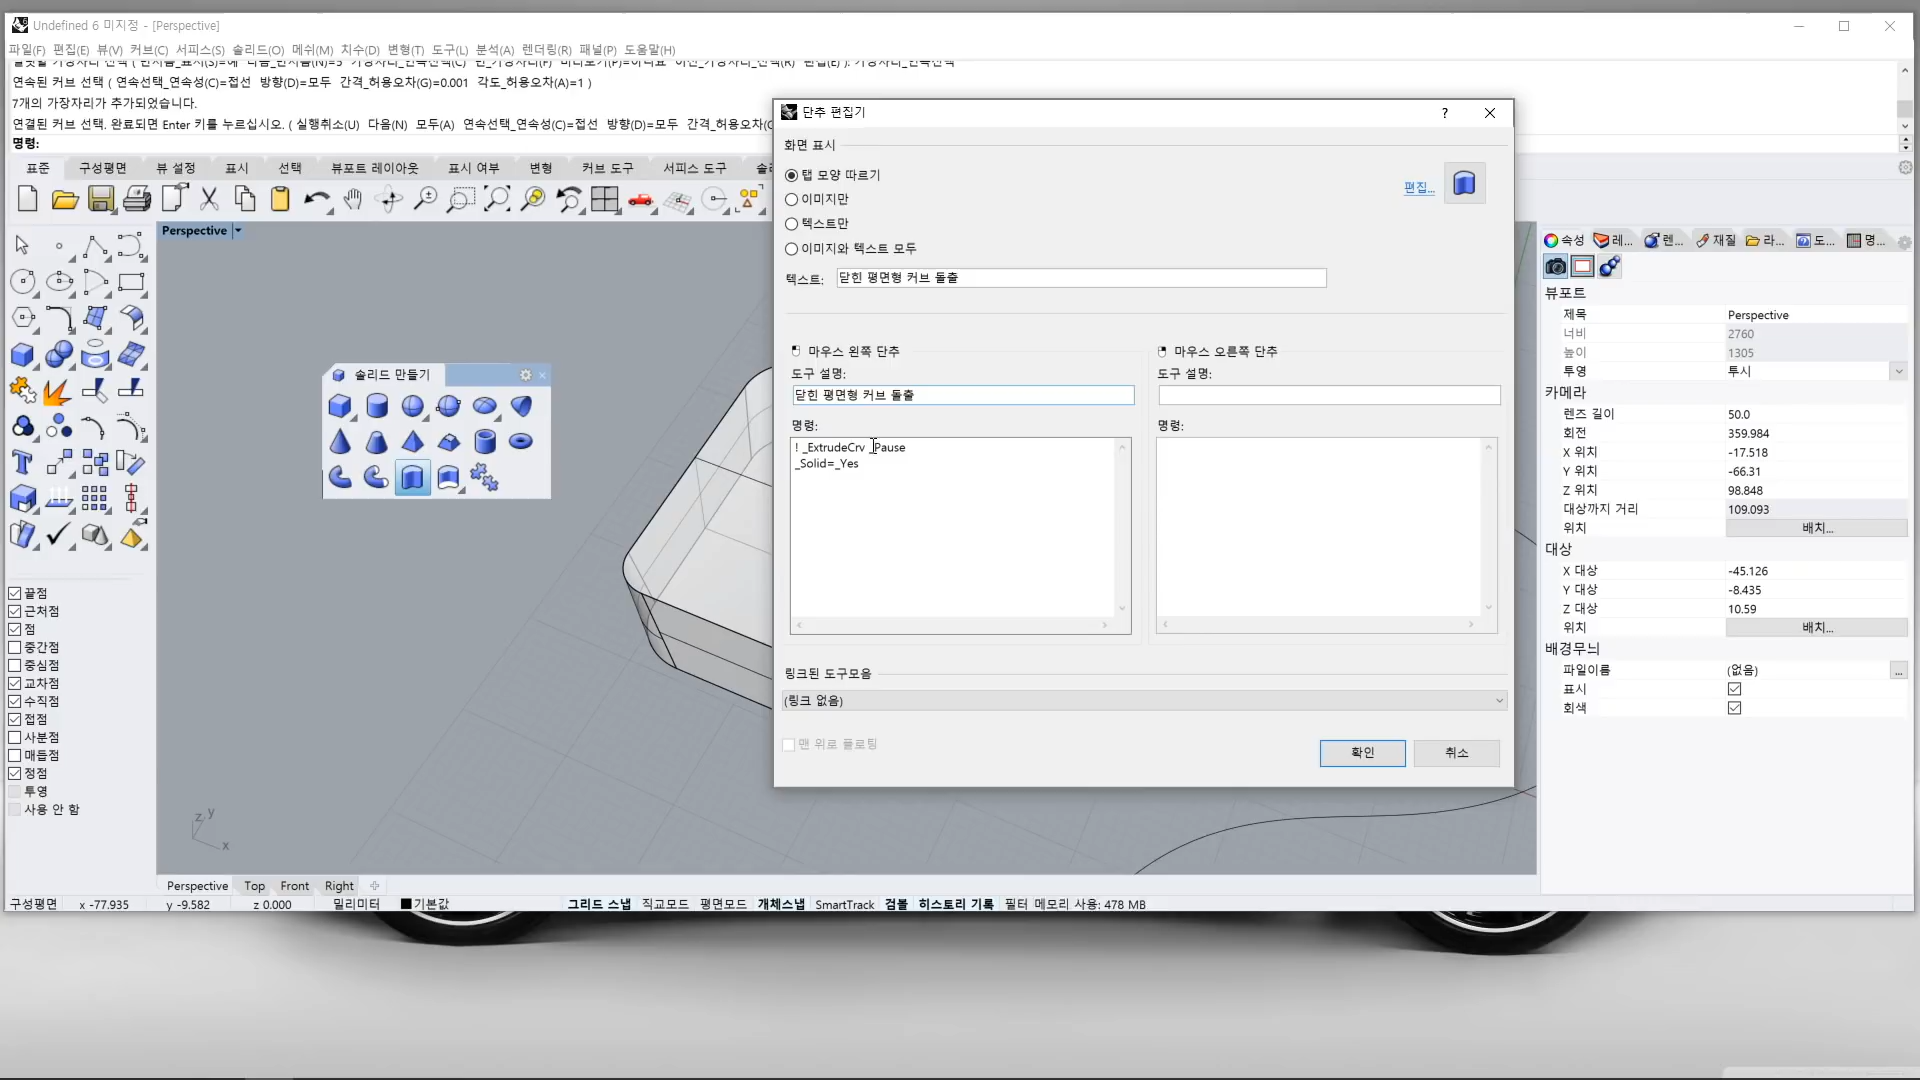 Undefined 6 미지정 - [Perspective]
파일(F) 편집(E) 뷰(V) 커브(C) 서피스(S) 솔리드(O) 메쉬(M) 치수(D) 변형(T) 도구(L) 분석(A) 렌더링(R) 패널(P) 도움말(H)
연속된 커브 선택 ( 연속선택_연속성(C)=접선 방향(D)=모두 간격_허용오차(G)=0.001 각도_허용오차(A)=1 )
7개의 가장자리가 추가되었습니다.
연결된 커브 선택. 완료되면 Enter 키를 누르십시오. ( 실행취소(U) 다음(N) 모두(A) 연속선택_연속성(C)=접선 방향(D)=모두 간격_허용오차(
명령:
표준 구성평면 뷰 설정 표시 선택 뷰포트 레이아웃 표시 여부 변형 커브 도구 서피스 도구
Perspective
솔리드 만들기
단추 편집기
?
화면 표시
탭 모양 따르기
이미지만
텍스트만
이미지와 텍스트 모두
편집...
텍스트: 닫힌 평면형 커브 돌출
마우스 왼쪽 단추
도구 설명:
닫힌 평면형 커브 돌출
명령:
! _ExtrudeCrv _Pause
_Solid=_Yes
마우스 오른쪽 단추
도구 설명:
명령:
링크된 도구모음
(링크 없음)
맨 위로 플로팅
확인
취소
속성 레... 렌... 재질 라... 도... 명...
뷰포트
제목 Perspective
너비 2760
높이 1305
투영 투시
카메라
렌즈 길이 50.0
회전 359.984
X 위치 -17.518
Y 위치 -66.31
Z 위치 98.848
대상까지 거리 109.093
위치 배치...
대상
X 대상 -45.126
Y 대상 -8.435
Z 대상 10.59
위치 배치...
배경무늬
파일이름 (없음) ...
표시
회색
끝점
근처점
점
중간점
중심점
교차점
수직점
접점
사분점
매듭점
정점
투영
사용 안 함
z y
x
Perspective Top Front Right
구성평면 x -77.935 y -9.582 z 0.000 밀리미터 기본값 그리드 스냅 직교모드 평면모드 개체스냅 SmartTrack 검볼 히스토리 기록 필터 메모리 사용: 478 MB